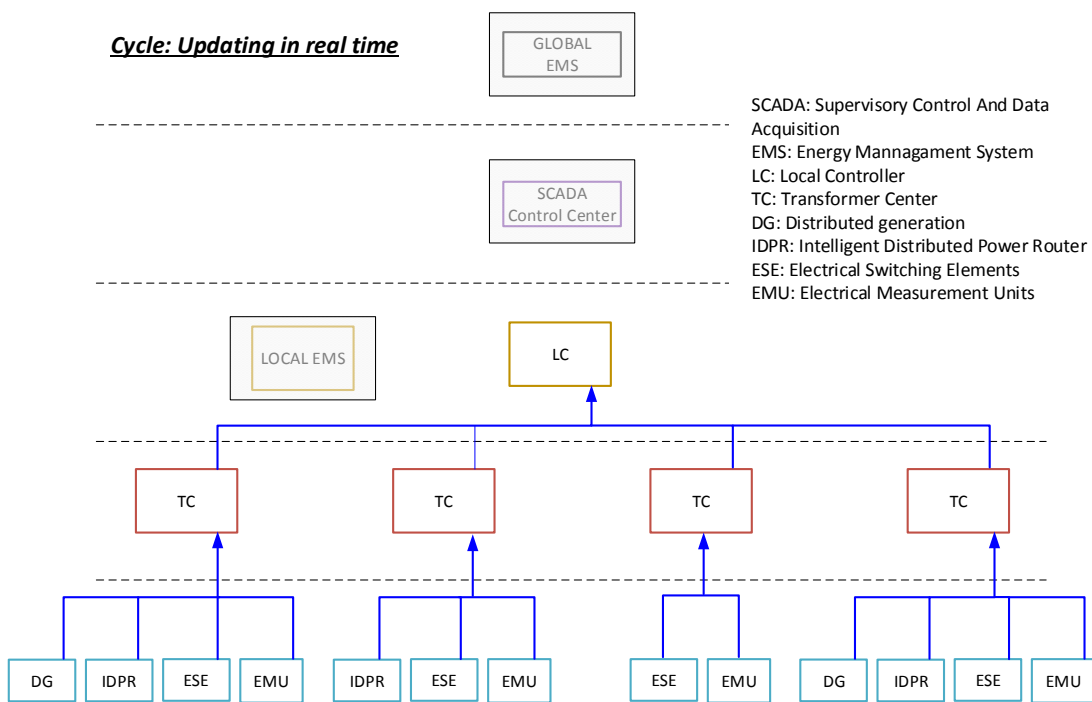 Cycle: Updating in real time
GLOBAL
EMS
SCADA: Supervisory Control And Data
Acquisition
EMS: Energy Mannagament System
LC: Local Controller
TC: Transformer Center
DG: Distributed generation
IDPR: Intelligent Distributed Power Router
ESE: Electrical Switching Elements
EMU: Electrical Measurement Units
SCADA
Control Center
LOCAL EMS
LC
TC
TC
TC
TC
DG
IDPR
ESE
EMU
IDPR
ESE
EMU
ESE
EMU
DG
IDPR
ESE
EMU